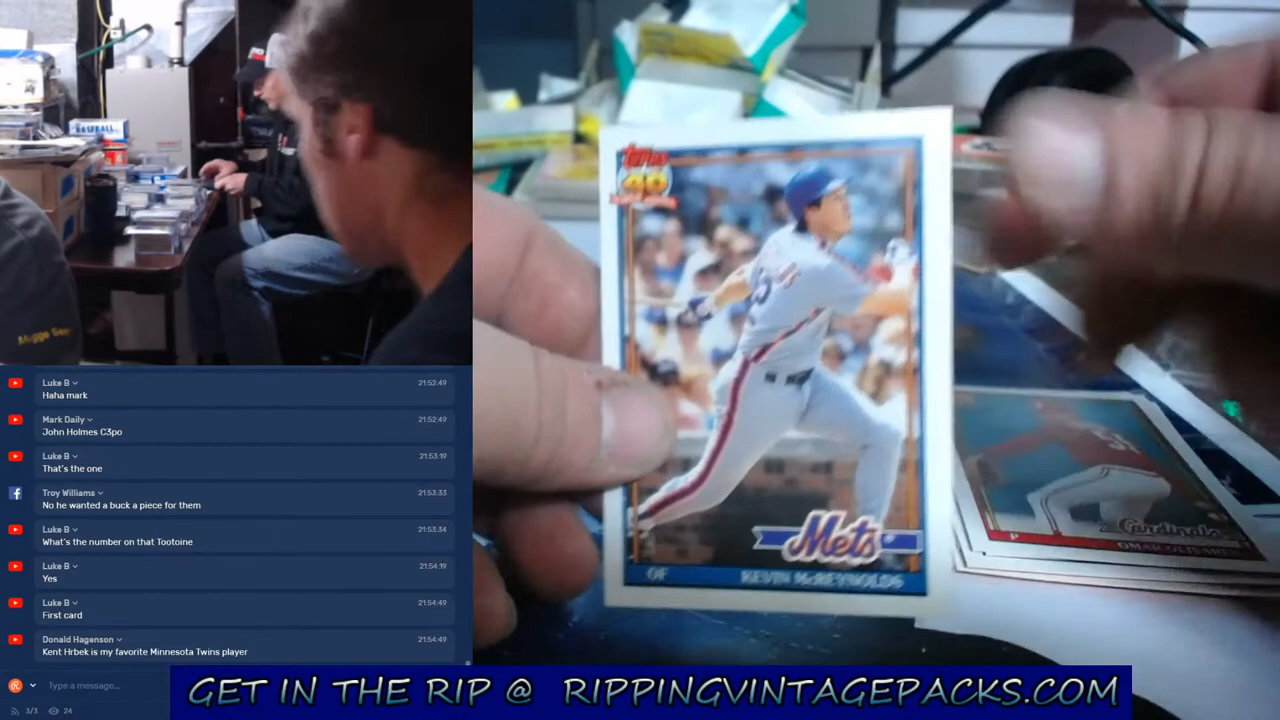 BASEBALL
Topps
40
Mets
OF KEVIN McREYNOLDS
Cardinals
P OMAR OLIVARES
Luke B 21:52:49
Haha mark
Mark Daily 21:52:49
John Holmes C3po
Luke B 21:53:19
That's the one
Troy Williams 21:53:33
No he wanted a buck a piece for them
Luke B 21:53:34
What's the number on that Tootoine
Luke B 21:54:19
Yes
Luke B 21:54:49
First card
Donald Hagenson 21:54:49
Kent Hrbek is my favorite Minnesota Twins player
Type a message...
3/3 24
GET IN THE RIP @ RIPPINGVINTAGEPACKS.COM